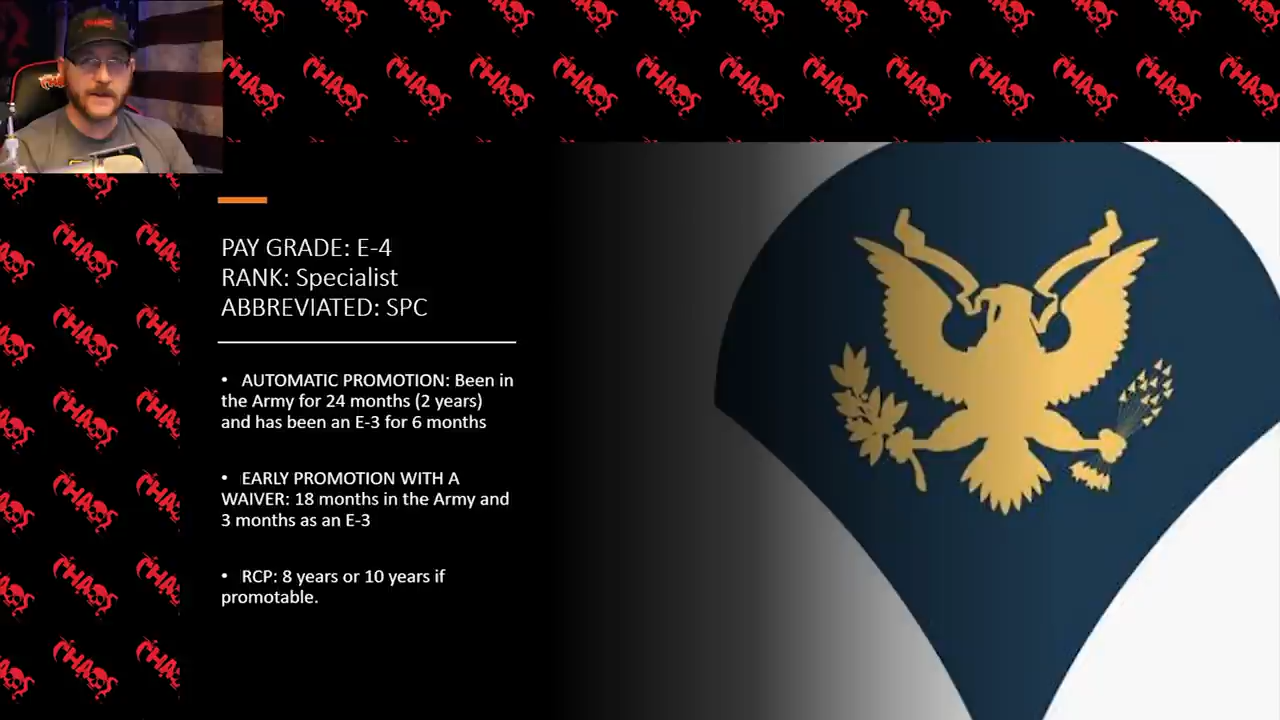 CHAOS
PAY GRADE: E-4
RANK: Specialist
ABBREVIATED: SPC
• AUTOMATIC PROMOTION: Been in
the Army for 24 months (2 years)
and has been an E-3 for 6 months
• EARLY PROMOTION WITH A
WAIVER: 18 months in the Army and
3 months as an E-3
• RCP: 8 years or 10 years if
promotable.